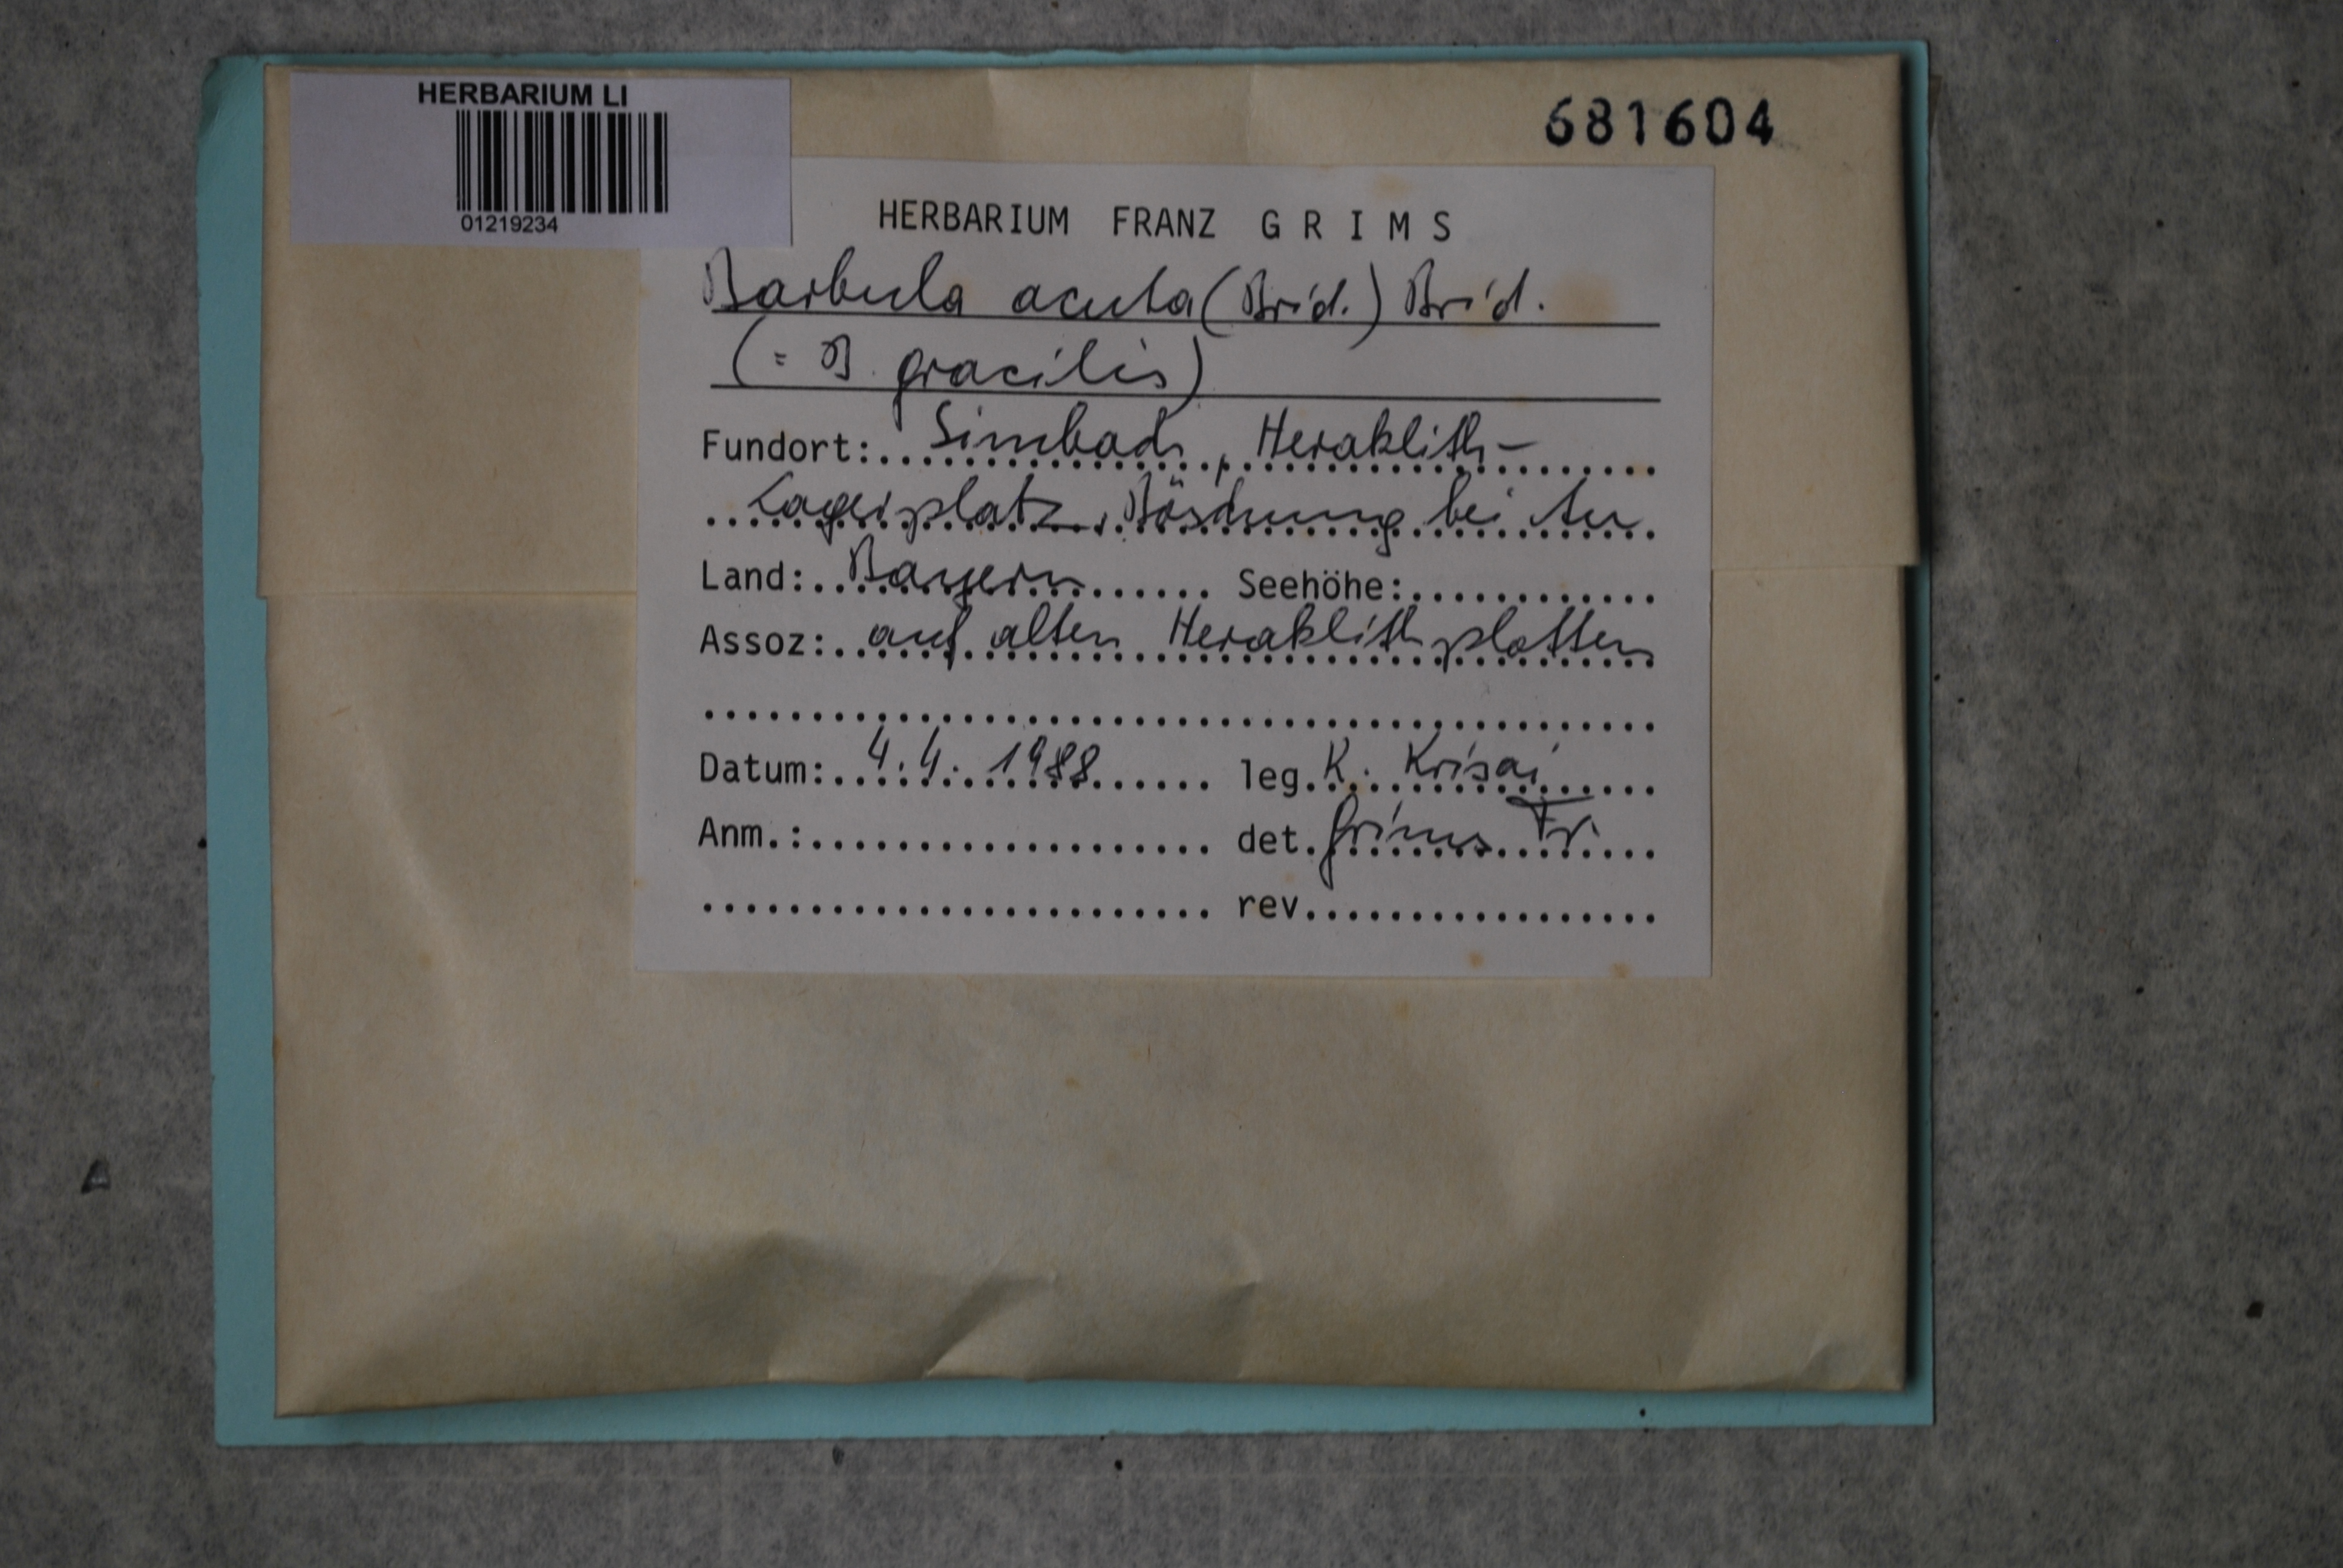 HERBARIUM LI
01219234
681604
HERBARIUM FRANZ GRIMS
Barbula acuta (Brid.) Brid.
(= B. gracilis)
Fundort: Simbach, Heraklith-
Lagerplatz, Böschung bei Au
Land: Bayern Seehöhe:
Assoz: auf alten Heraklithplatten
Datum: 4.4. 1988 leg. K. Krisai
Anm.: det. Grims Fr.
rev.